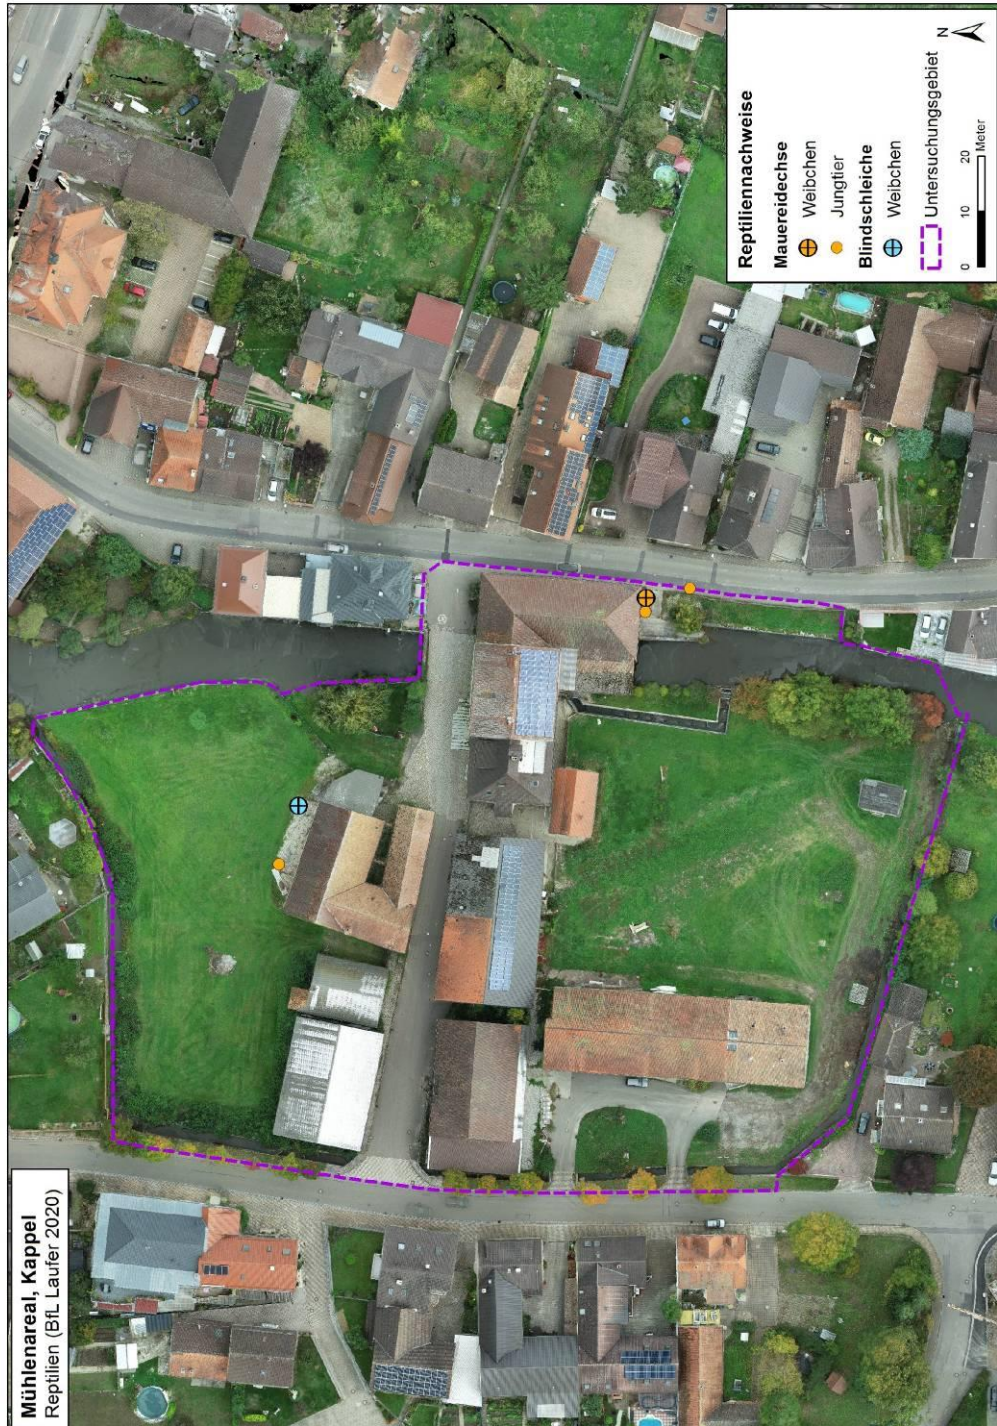 Mühlenareal, Kappel
Reptilien (BfL Laufer 2020)
Reptiliennachweise
Mauereidechse
Weibchen
Jungtier
Blindschleiche
Weibchen
Untersuchungsgebiet
N
0 10 20
Meter